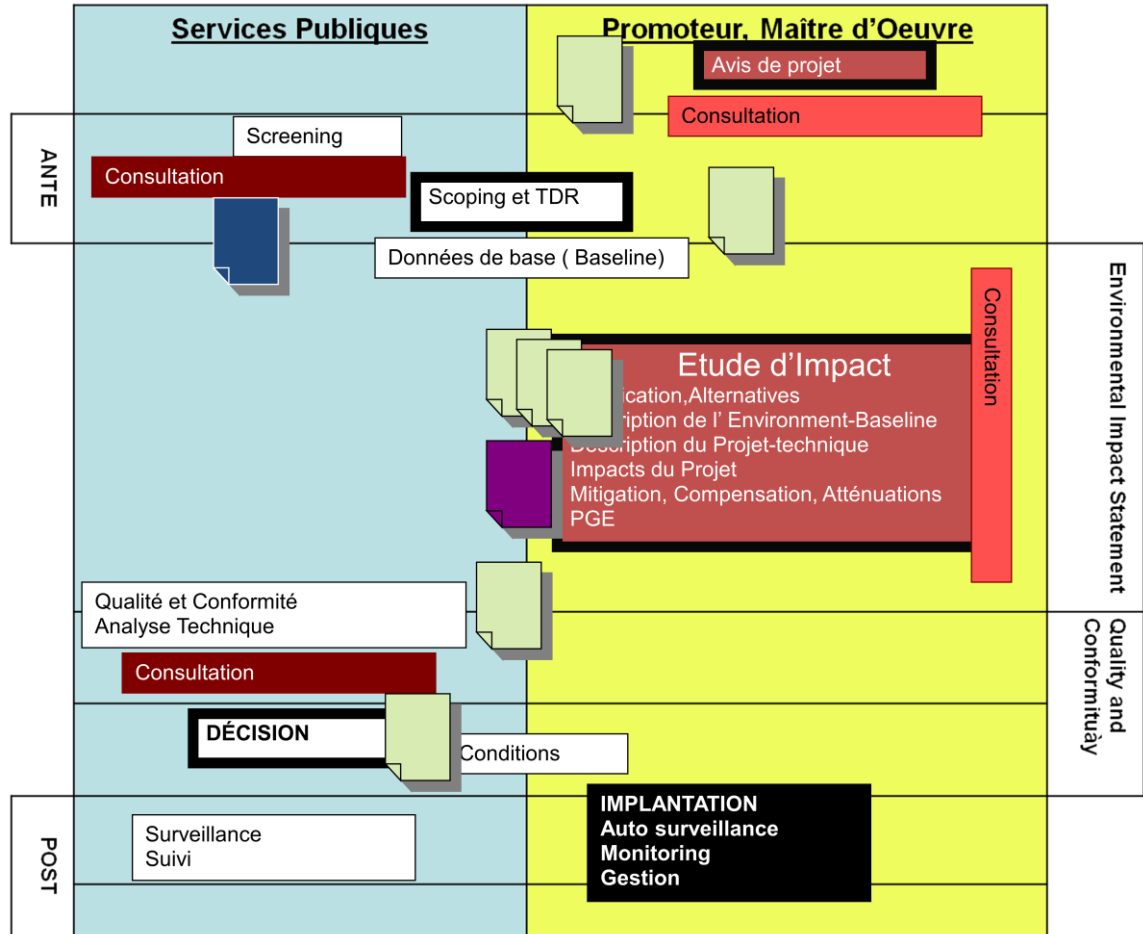 Services Publiques
Promoteur, Maître d'Oeuvre
Avis de projet
Consultation
ANTE
Screening
Consultation
Scoping et TDR
Données de base ( Baseline)
Environmental Impact Statement
Consultation
Etude d'Impact
ication,Alternatives
ription de l' Environment-Baseline
Description du Projet-technique
Impacts du Projet
Mitigation, Compensation, Atténuations
PGE
Qualité et Conformité
Analyse Technique
Quality and
Conformituày
Consultation
DÉCISION
Conditions
POST
Surveillance
Suivi
IMPLANTATION
Auto surveillance
Monitoring
Gestion